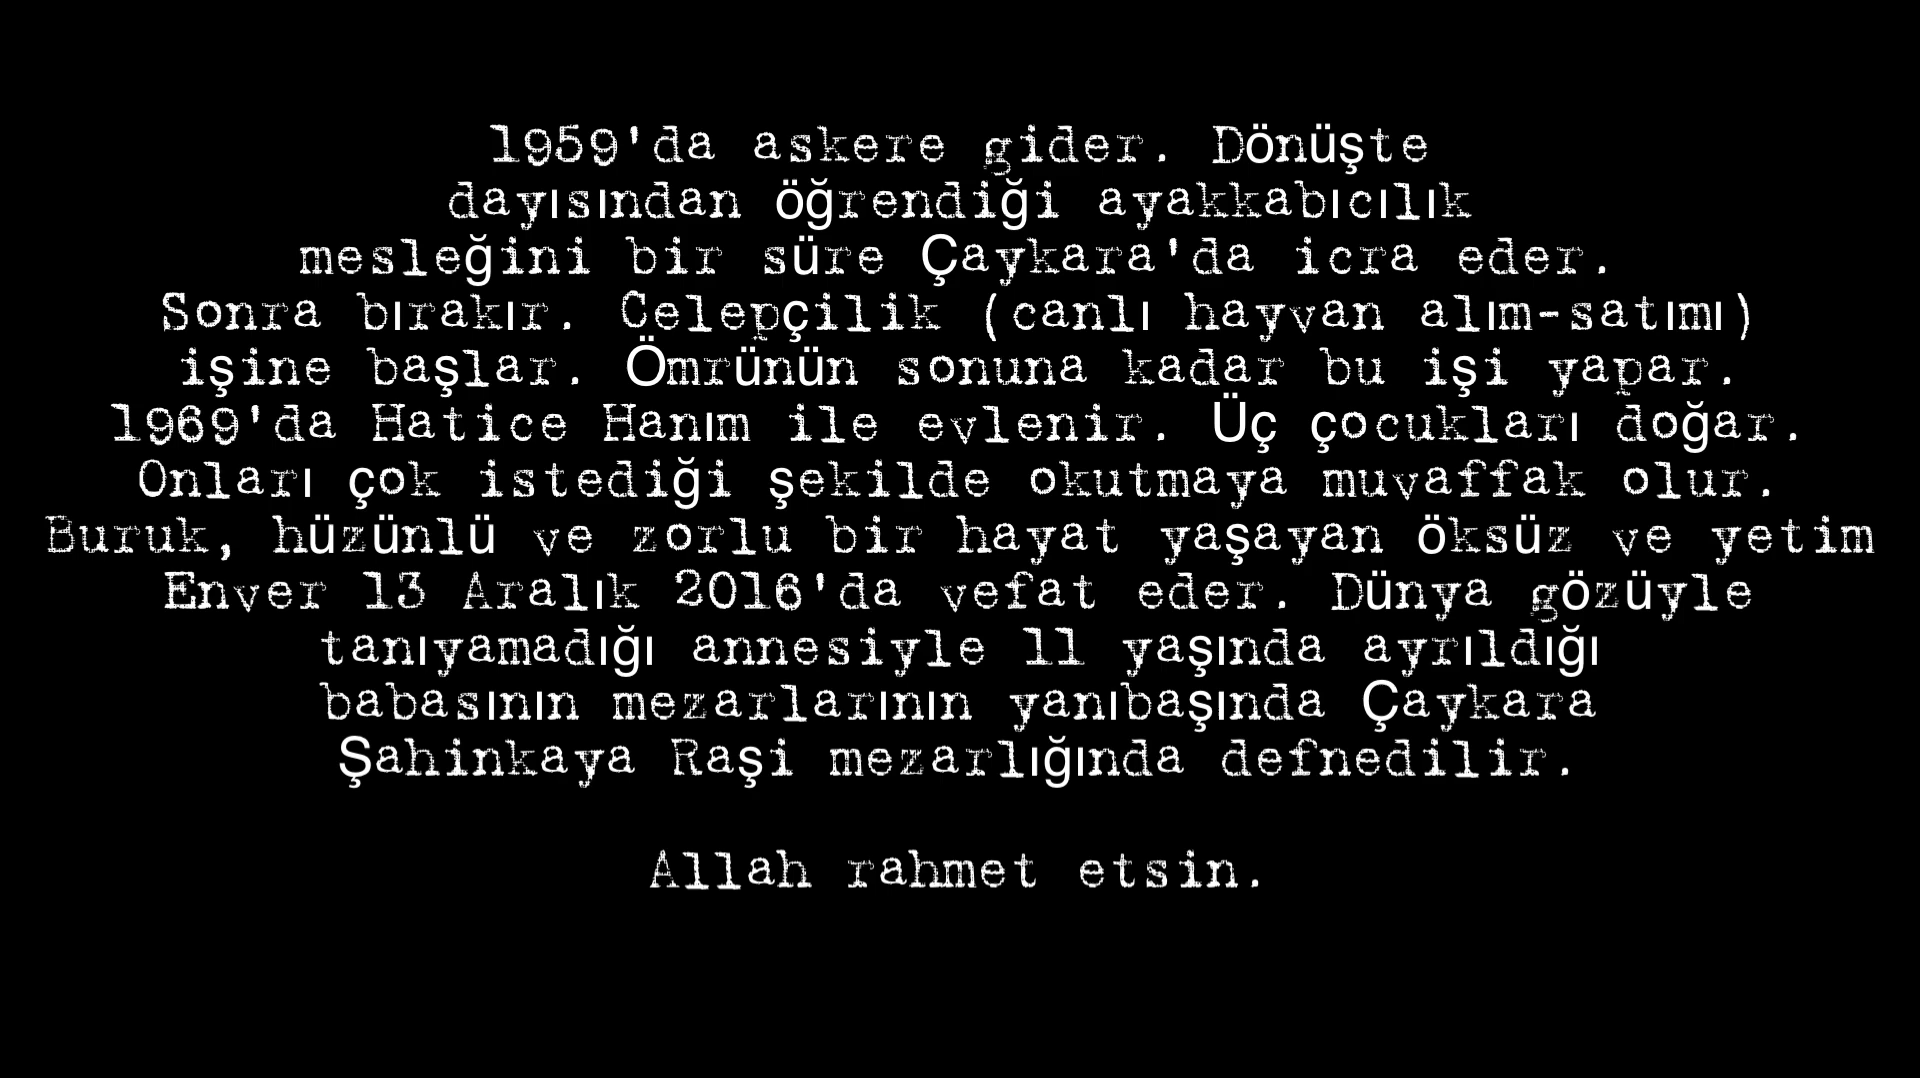 1959'da askere gider. Dönüşte
dayısından öğrendiği ayakkabıcılık
mesleğini bir süre Çaykara'da icra eder.
Sonra bırakır. Celepçilik (canlı hayvan alım-satımı)
işine başlar. Ömrünün sonuna kadar bu işi yapar.
1969'da Hatice Hanım ile evlenir. Üç çocukları doğar.
Onları çok istediği şekilde okutmaya muvaffak olur.
Buruk, hüzünlü ve zorlu bir hayat yaşayan öksüz ve yetim
Enver 13 Aralık 2016'da vefat eder. Dünya gözüyle
tanıyamadığı annesiyle 11 yaşında ayrıldığı
babasının mezarlarının yanıbaşında Çaykara
Şahinkaya Raşi mezarlığında defnedilir.
Allah rahmet etsin.